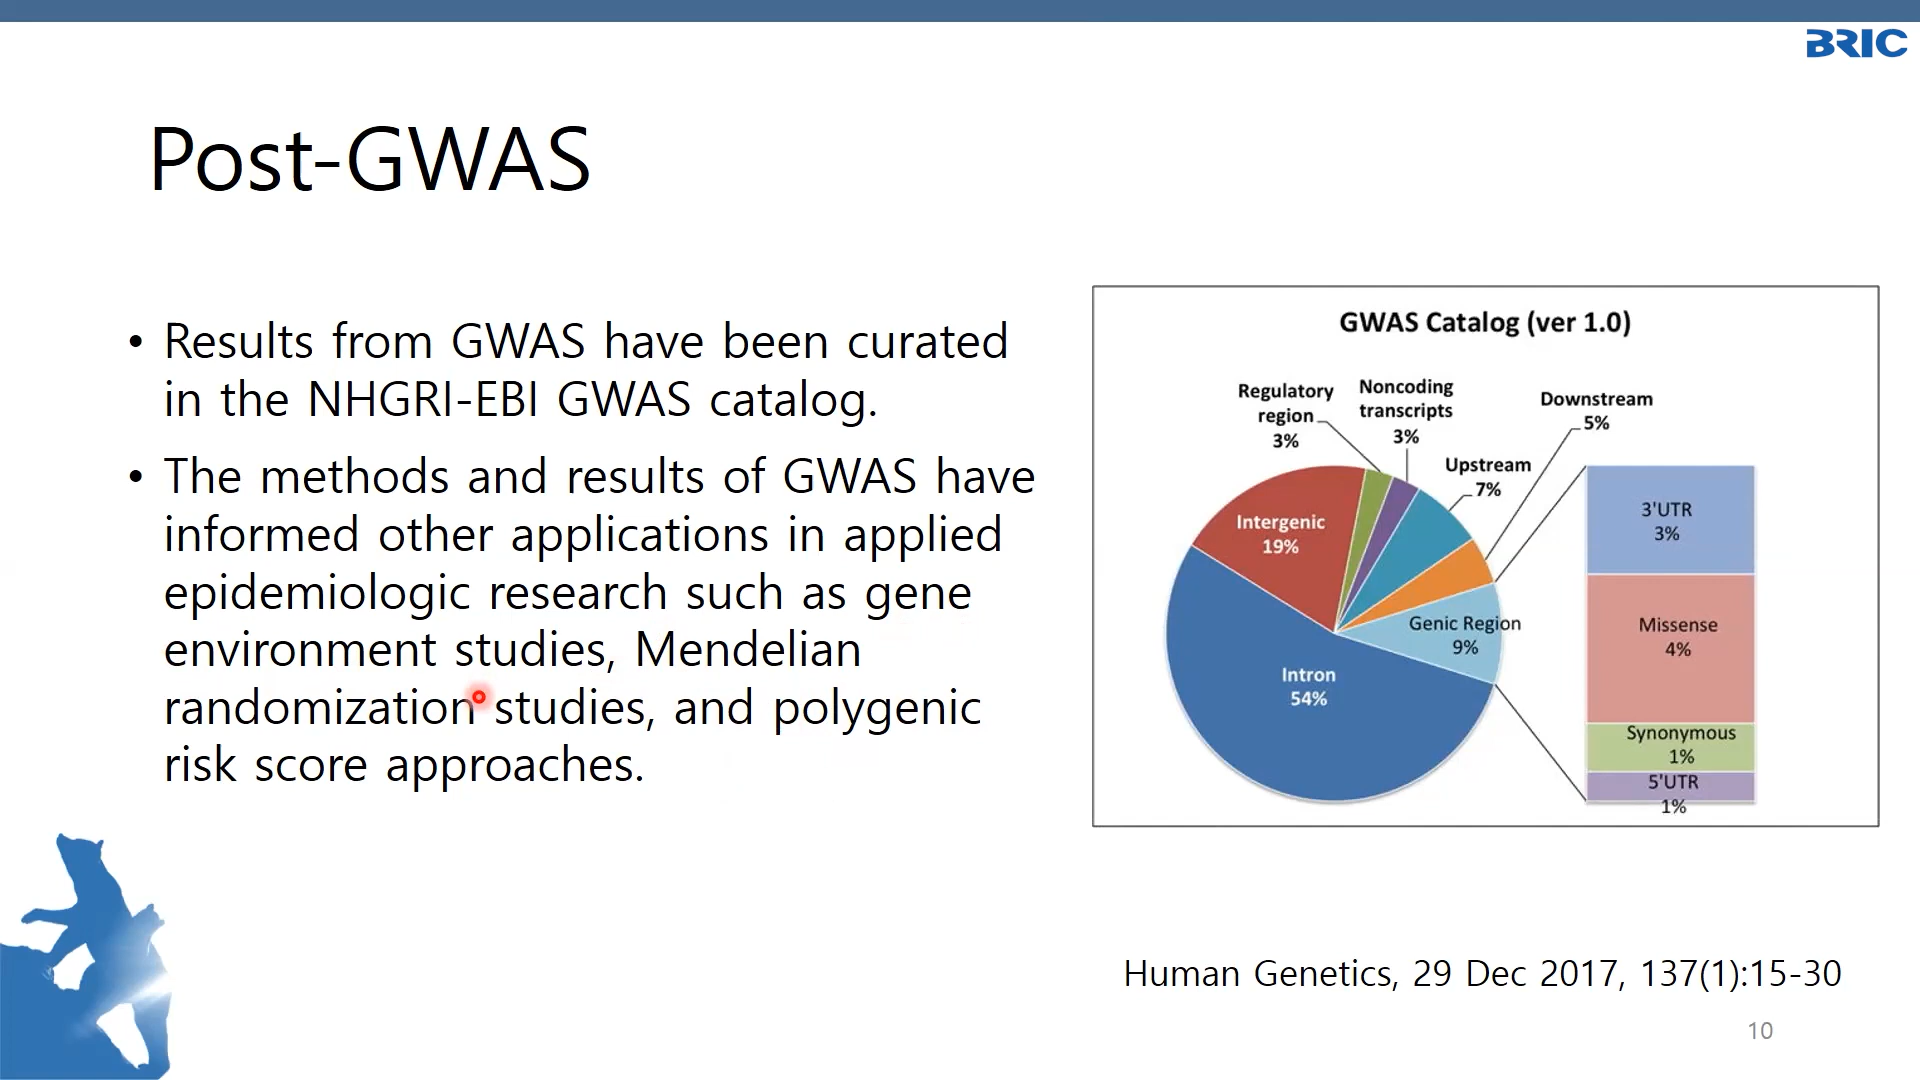 BRIC
Post-GWAS
• Results from GWAS have been curated
in the NHGRI-EBI GWAS catalog.
• The methods and results of GWAS have
informed other applications in applied
epidemiologic research such as gene
environment studies, Mendelian
randomization studies, and polygenic
risk score approaches.
GWAS Catalog (ver 1.0)
Regulatory
region
3%
Noncoding
transcripts
3%
Downstream
5%
Upstream
7%
Intergenic
19%
Genic Region
9%
Intron
54%
3'UTR
3%
Missense
4%
Synonymous
1%
5'UTR
1%
Human Genetics, 29 Dec 2017, 137(1):15-30
10